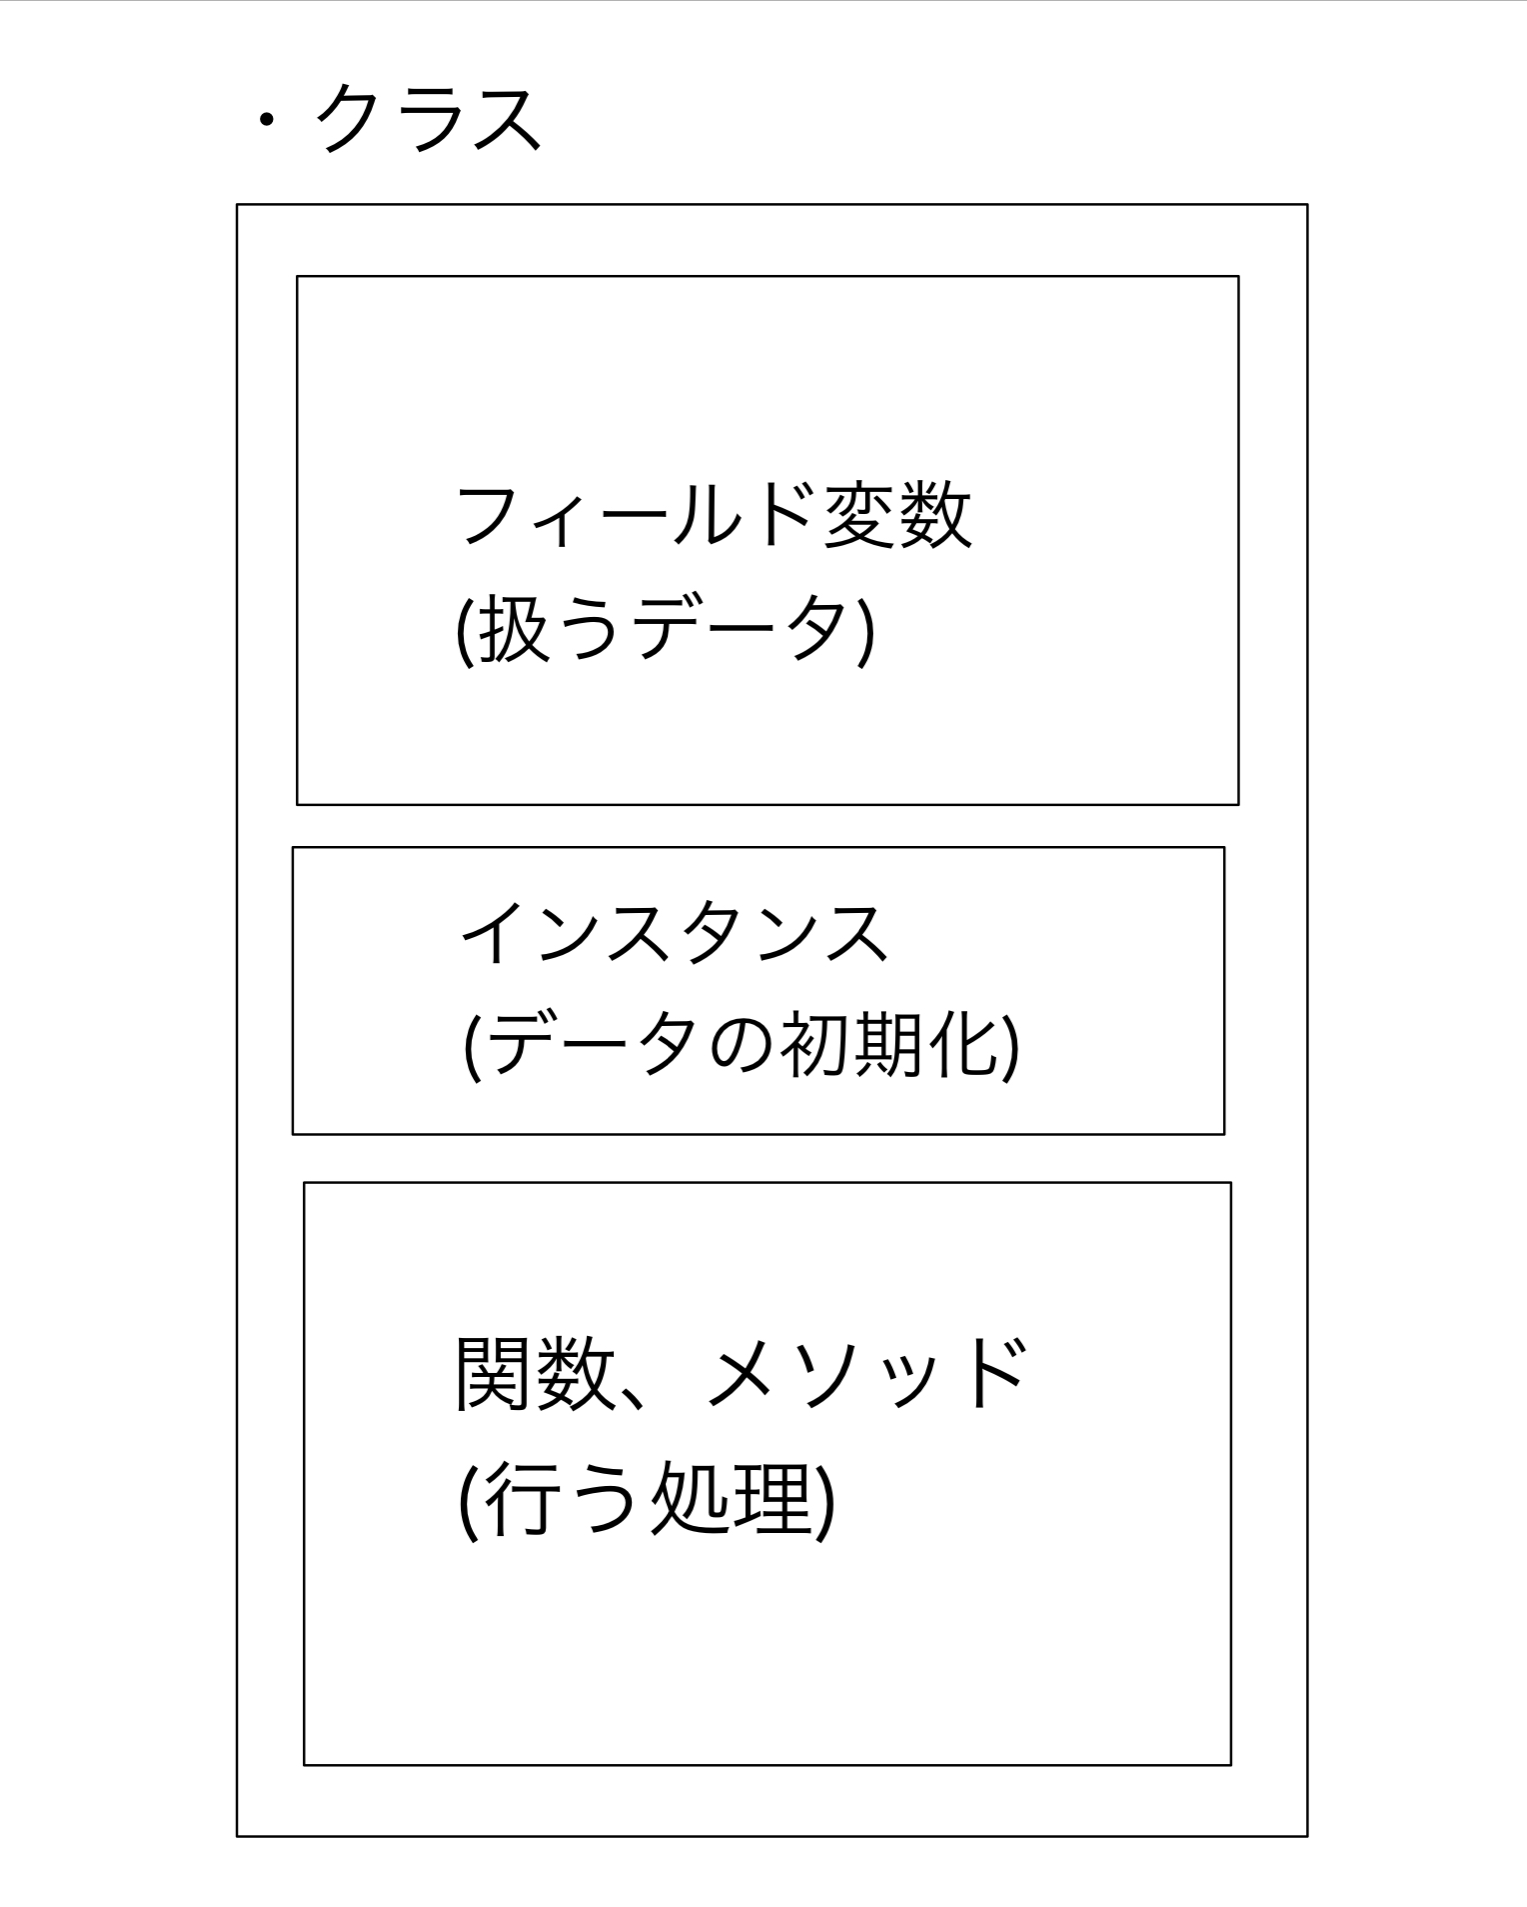 ・クラス
フィールド変数
(扱うデータ)
インスタンス
(データの初期化)
関数、メソッド
(行う処理)